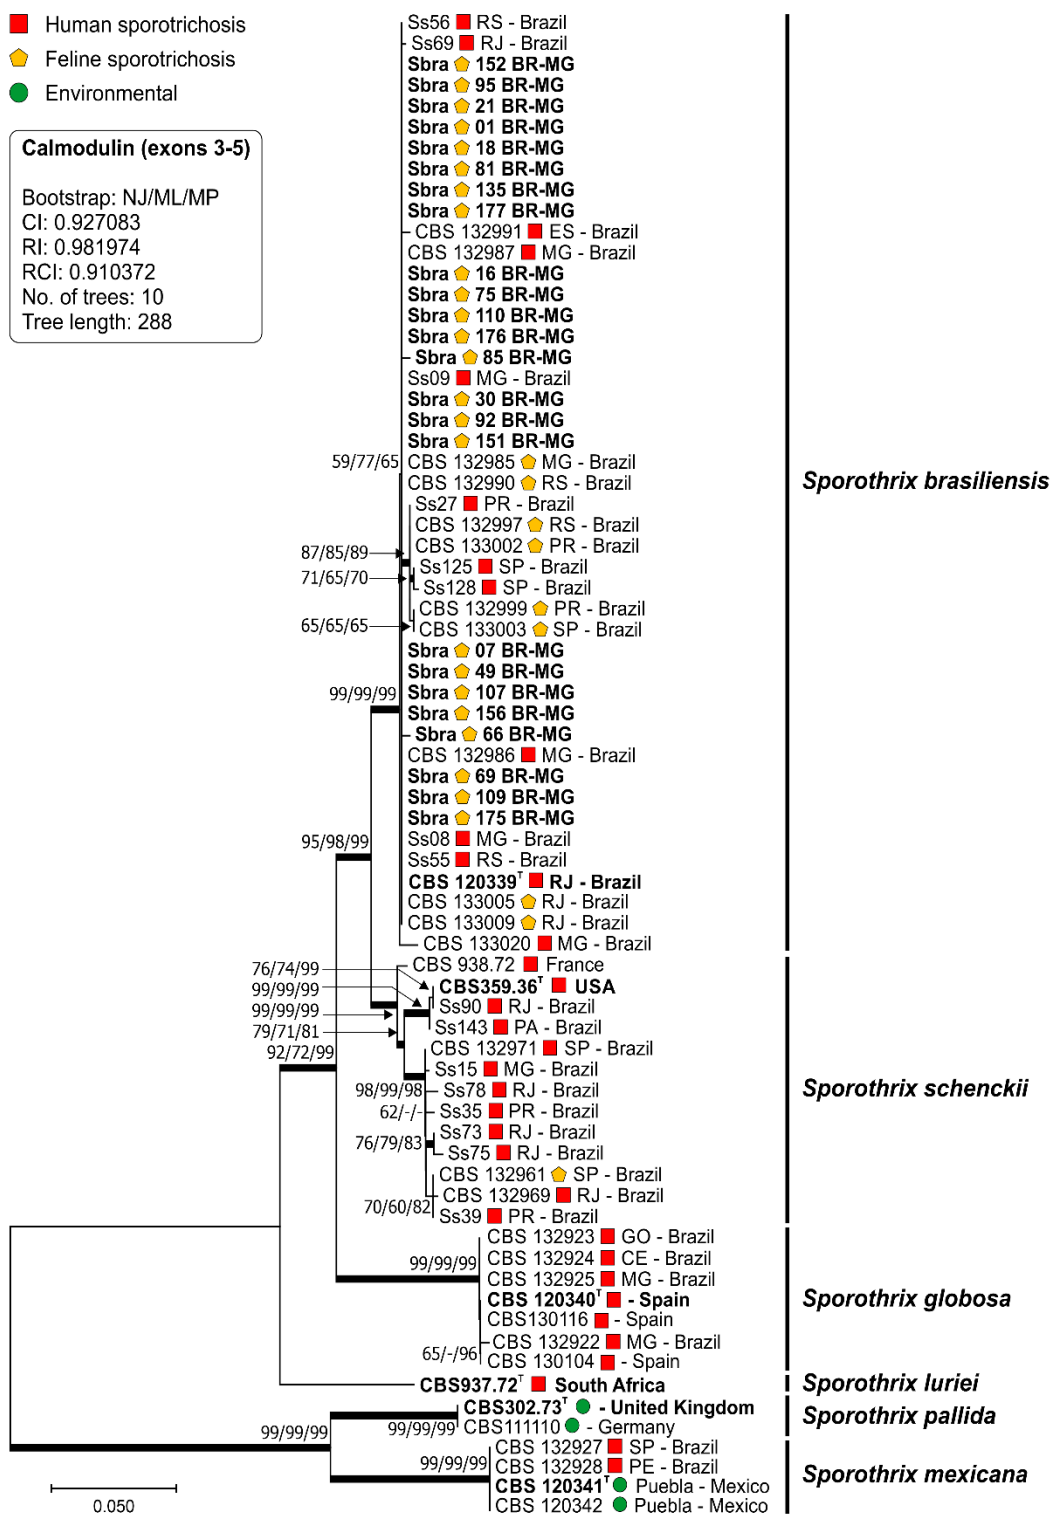 Human sporotrichosis
Feline sporotrichosis
Environmental
Calmodulin (exons 3-5)
Bootstrap: NJ/ML/MP
CI: 0.927083
RI: 0.981974
RCI: 0.910372
No. of trees: 10
Tree length: 288
Ss56 RS - Brazil
Ss69 RJ - Brazil
Sbra 152 BR-MG
Sbra 95 BR-MG
Sbra 21 BR-MG
Sbra 01 BR-MG
Sbra 18 BR-MG
Sbra 81 BR-MG
Sbra 135 BR-MG
Sbra 177 BR-MG
CBS 132991 ES - Brazil
CBS 132987 MG - Brazil
Sbra 16 BR-MG
Sbra 75 BR-MG
Sbra 110 BR-MG
Sbra 176 BR-MG
Sbra 85 BR-MG
Ss09 MG - Brazil
Sbra 30 BR-MG
Sbra 92 BR-MG
Sbra 151 BR-MG
59/77/65
CBS 132985 MG - Brazil
CBS 132990 RS - Brazil
Sporothrix brasiliensis
Ss27 PR - Brazil
CBS 132997 RS - Brazil
CBS 133002 PR - Brazil
87/85/89
Ss125 SP - Brazil
71/65/70
Ss128 SP - Brazil
CBS 132999 PR - Brazil
65/65/65
CBS 133003 SP - Brazil
Sbra 07 BR-MG
Sbra 49 BR-MG
99/99/99
Sbra 107 BR-MG
Sbra 156 BR-MG
Sbra 66 BR-MG
CBS 132986 MG - Brazil
Sbra 69 BR-MG
Sbra 109 BR-MG
Sbra 175 BR-MG
95/98/99
Ss08 MG - Brazil
Ss55 RS - Brazil
CBS 120339T RJ - Brazil
CBS 133005 RJ - Brazil
CBS 133009 RJ - Brazil
CBS 133020 MG - Brazil
CBS 938.72 France
76/74/99
CBS359.36T USA
99/99/99
Ss90 RJ - Brazil
99/99/99
Ss143 PA - Brazil
79/71/81
92/72/99
CBS 132971 SP - Brazil
Ss15 MG - Brazil
98/99/98
Ss78 RJ - Brazil
Sporothrix schenckii
62/-/-
Ss35 PR - Brazil
Ss73 RJ - Brazil
76/79/83
Ss75 RJ - Brazil
CBS 132961 SP - Brazil
CBS 132969 RJ - Brazil
70/60/82
Ss39 PR - Brazil
CBS 132923 GO - Brazil
99/99/99
CBS 132924 CE - Brazil
CBS 132925 MG - Brazil
CBS 120340T - Spain
Sporothrix globosa
CBS130116 - Spain
CBS 132922 MG - Brazil
65/-/96
CBS 130104 - Spain
CBS937.72T South Africa
Sporothrix luriei
CBS302.73T - United Kingdom
Sporothrix pallida
99/99/99
99/99/99
CBS111110 - Germany
CBS 132927 SP - Brazil
99/99/99
CBS 132928 PE - Brazil
Sporothrix mexicana
CBS 120341T Puebla - Mexico
CBS 120342 Puebla - Mexico
0.050